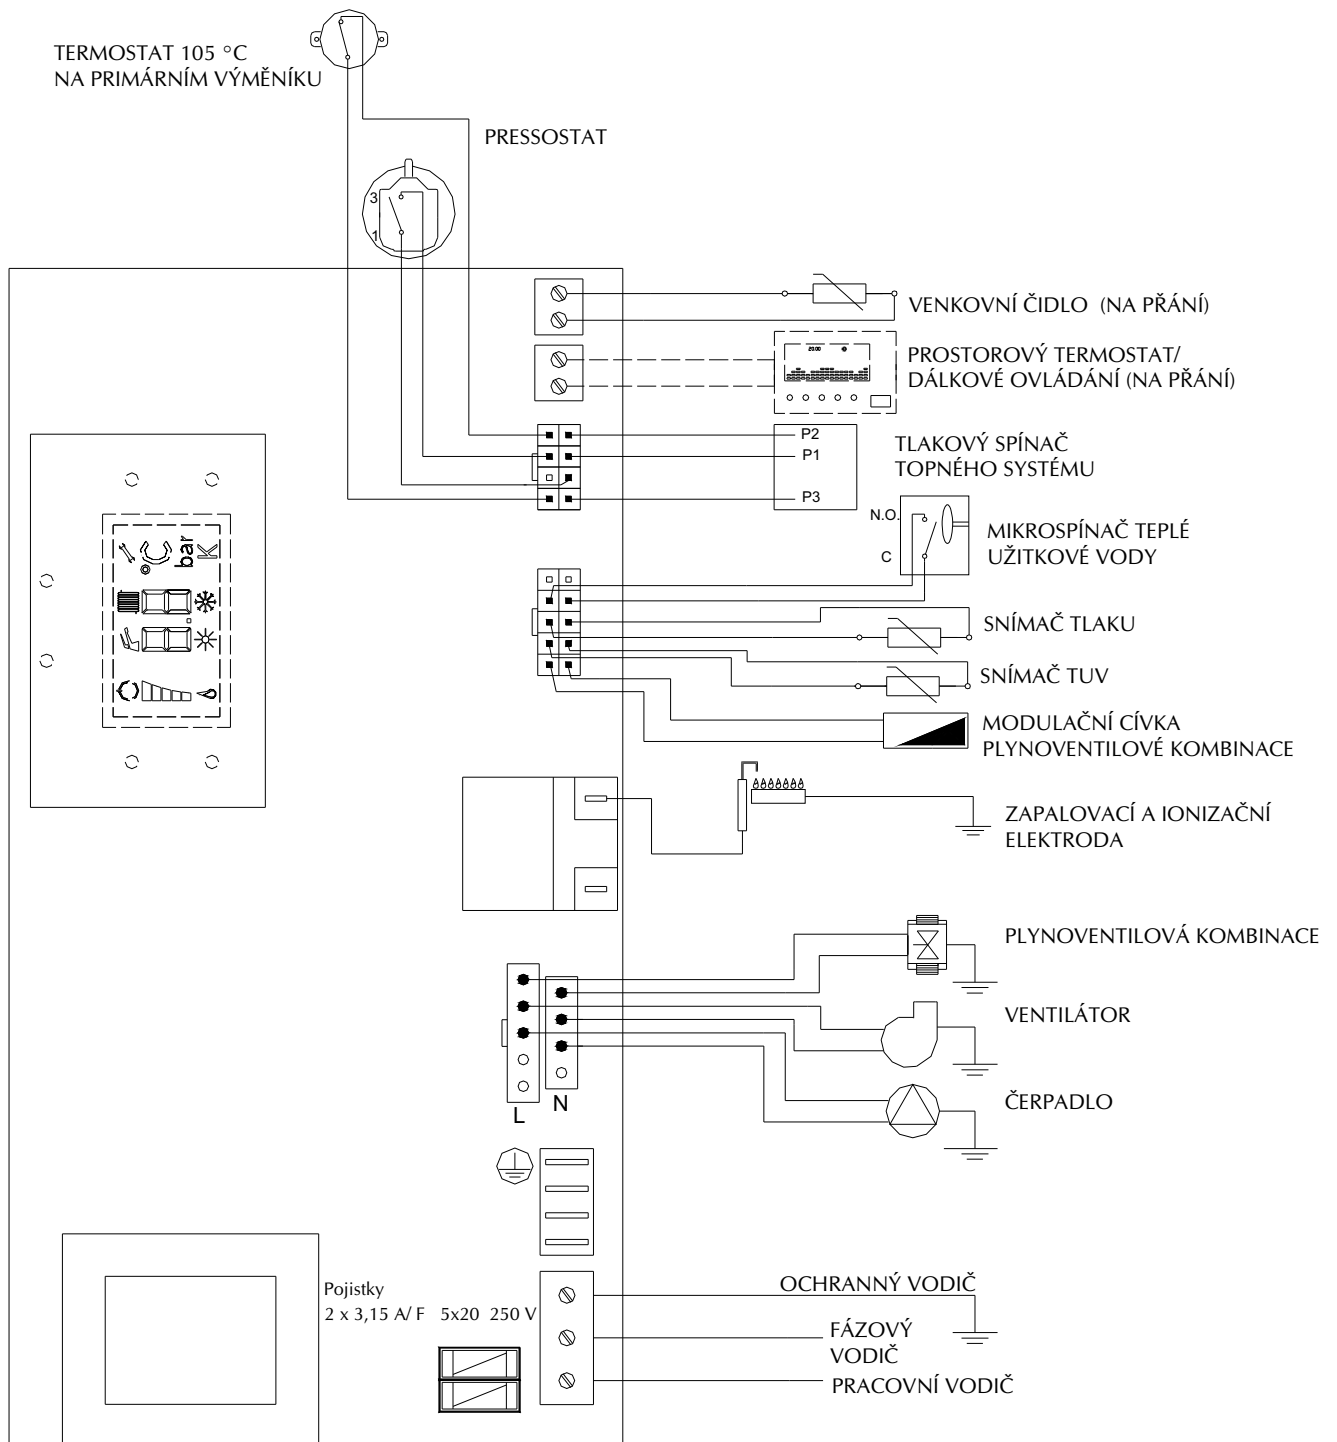 TERMOSTAT 105 °C
NA PRIMÁRNÍM VÝMĚNÍKU
PRESSOSTAT
3
1
VENKOVNÍ ČIDLO (NA PŘÁNÍ)
20.00
PROSTOROVÝ TERMOSTAT/
DÁLKOVÉ OVLÁDÁNÍ (NA PŘÁNÍ)
P2
P1
P3
TLAKOVÝ SPÍNAČ
TOPNÉHO SYSTÉMU
N.O.
C
MIKROSPÍNAČ TEPLÉ
UŽITKOVÉ VODY
°C
bar
K
SNÍMAČ TLAKU
SNÍMAČ TUV
MODULAČNÍ CÍVKA
PLYNOVENTILOVÉ KOMBINACE
ZAPALOVACÍ A IONIZAČNÍ
ELEKTRODA
PLYNOVENTILOVÁ KOMBINACE
VENTILÁTOR
ČERPADLO
L
N
Pojistky
2 x 3,15 A/ F 5x20 250 V
OCHRANNÝ VODIČ
FÁZOVÝ
VODIČ
PRACOVNÍ VODIČ